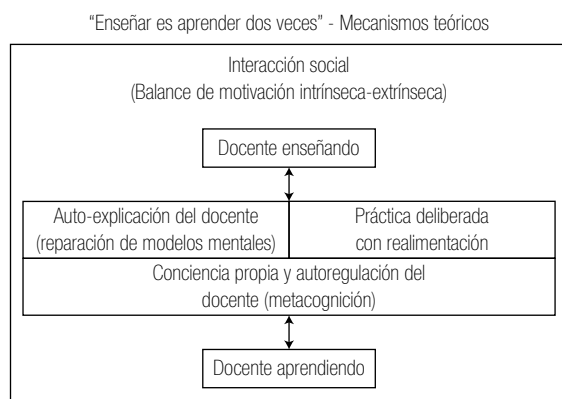 “Enseñar es aprender dos veces” - Mecanismos teóricos
Interacción social
(Balance de motivación intrínseca-extrínseca)
Docente enseñando
Auto-explicación del docente
(reparación de modelos mentales)
Práctica deliberada
con realimentación
Conciencia propia y autoregulación del
docente (metacognición)
Docente aprendiendo